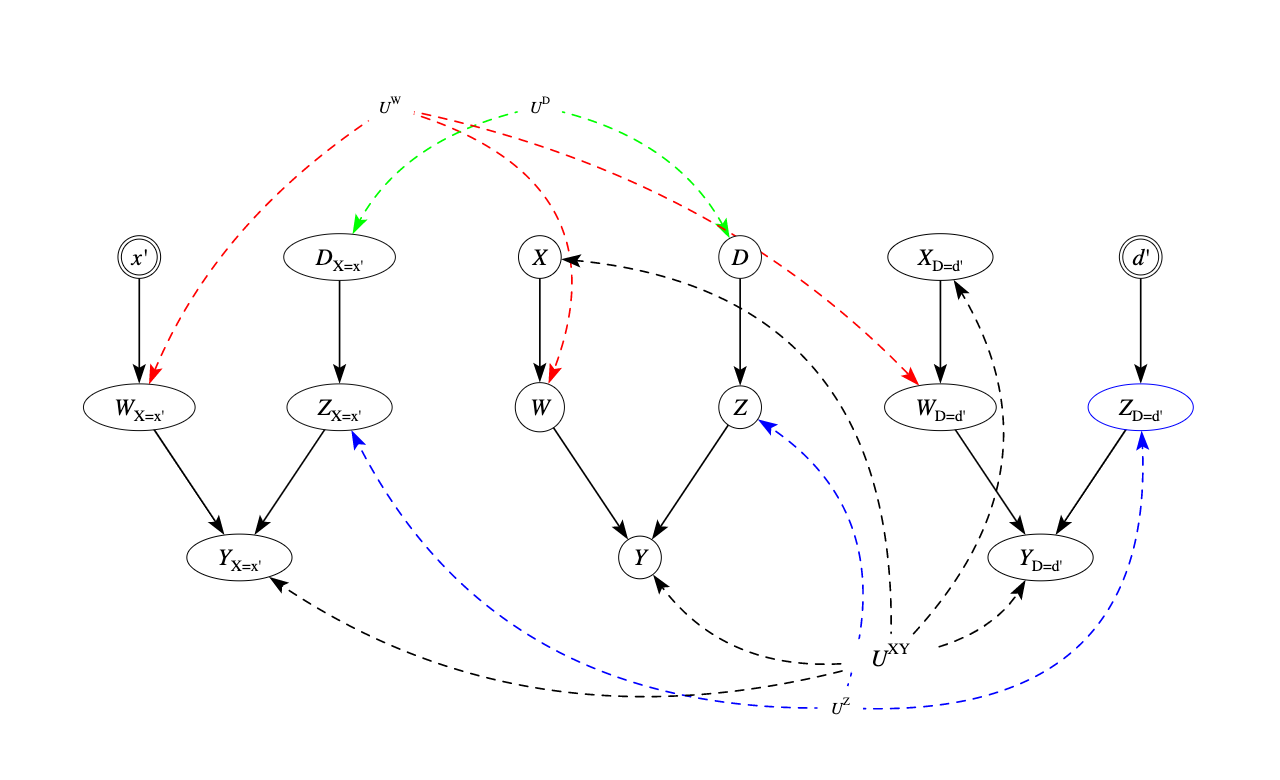 U^W U^D
x' D_{X=x'} X D X_{D=d'} d'
W_{X=x'} Z_{X=x'} W Z W_{D=d'} Z_{D=d'}
Y_{X=x'} Y Y_{D=d'}
U^{XY}
U^Z